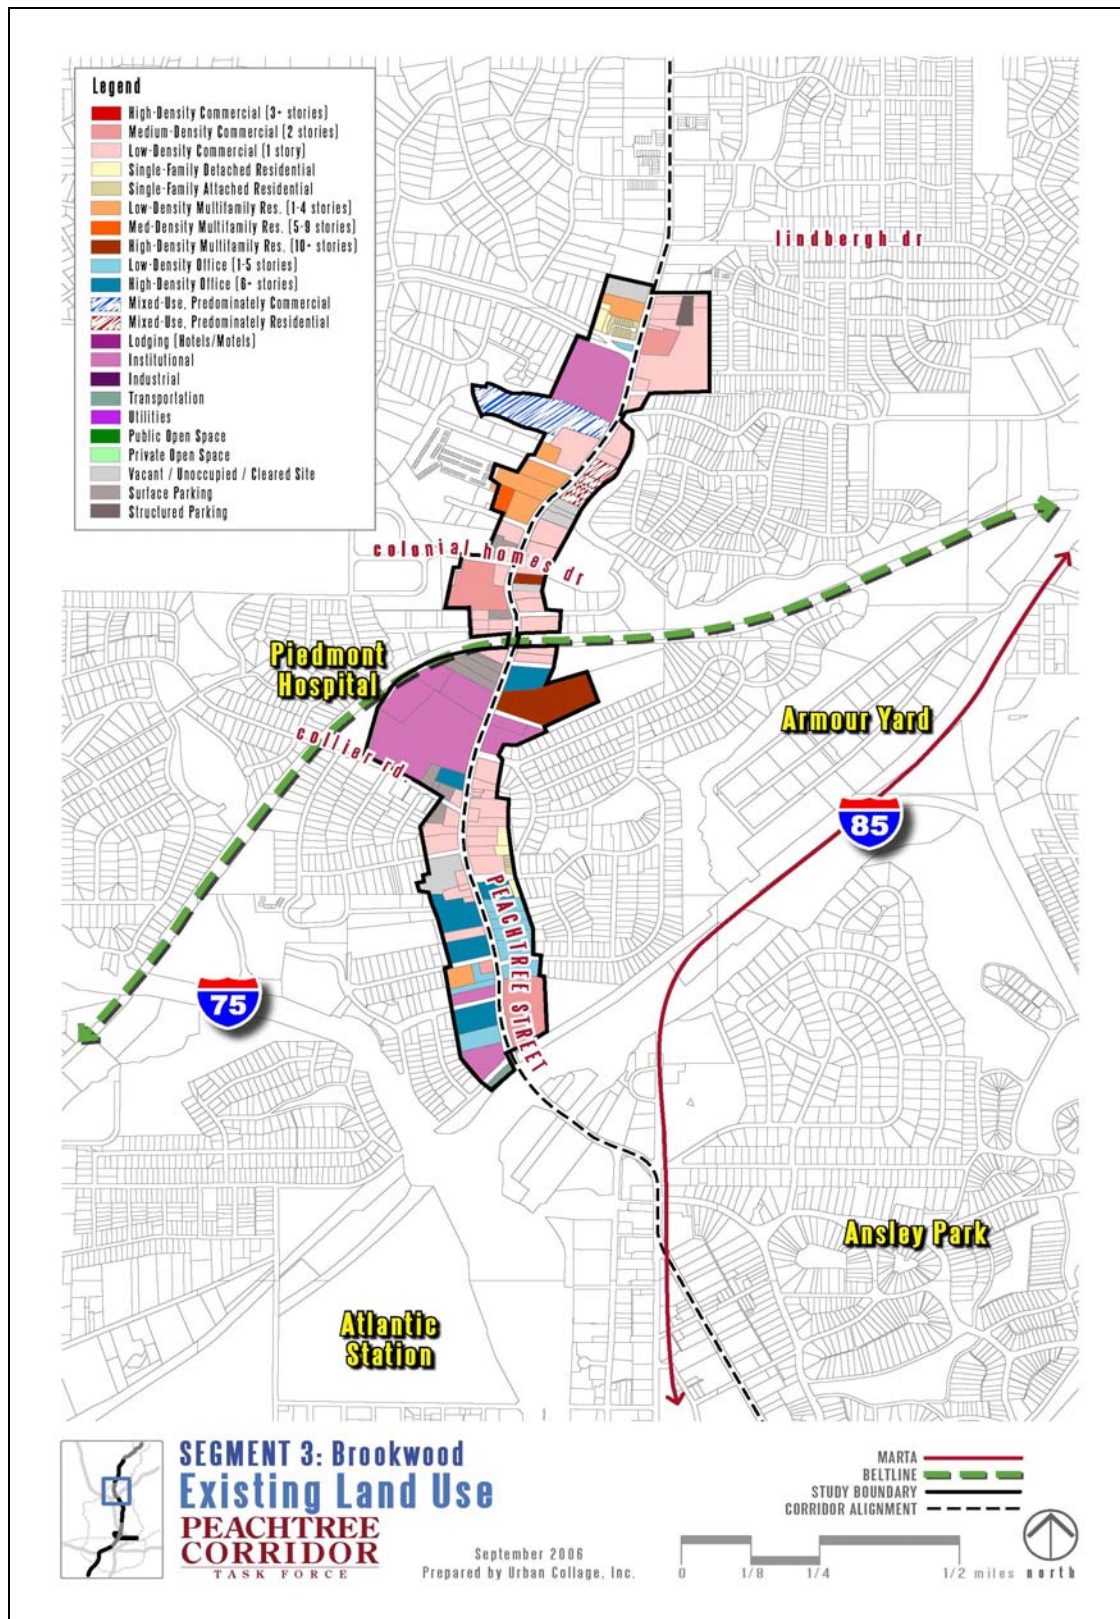 Legend
High-Density Commercial (3+ stories)
Medium-Density Commercial (2 stories)
Low-Density Commercial (1 story)
Single-Family Detached Residential
Single-Family Attached Residential
Low-Density Multifamily Res. (1-4 stories)
Med-Density Multifamily Res. (5-9 stories)
High-Density Multifamily Res. (10+ stories)
Low-Density Office (1-5 stories)
High-Density Office (6+ stories)
Mixed-Use, Predominately Commercial
Mixed-Use, Predominately Residential
Lodging (Hotels/Motels)
Institutional
Industrial
Transportation
Utilities
Public Open Space
Private Open Space
Vacant / Unoccupied / Cleared Site
Surface Parking
Structured Parking
lindbergh dr
colonial homes dr
Piedmont
Hospital
collier rd.
Armour Yard
85
PEACHTREE STREET
75
Ansley Park
Atlantic
Station
SEGMENT 3: Brookwood
Existing Land Use
PEACHTREE
CORRIDOR
TASK FORCE
September 2006
Prepared by Urban Collage, Inc.
MARTA
BELTLINE
STUDY BOUNDARY
CORRIDOR ALIGNMENT
0 1/8 1/4 1/2 miles
north